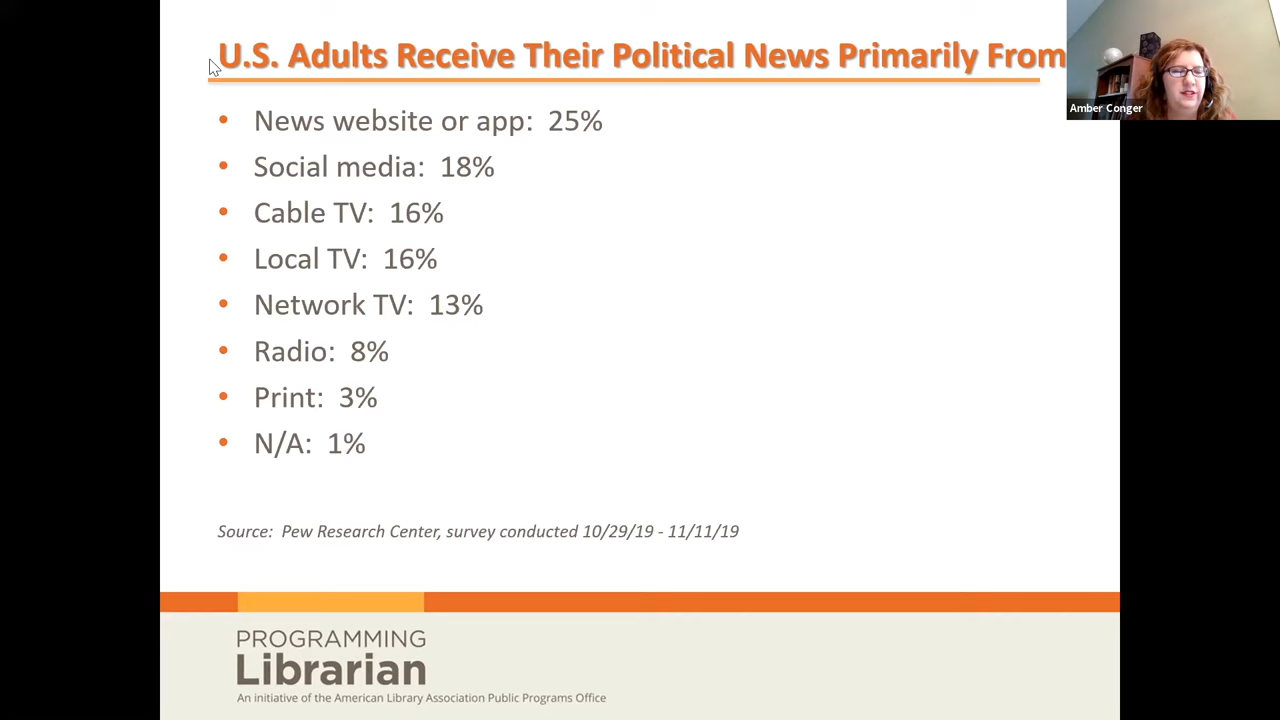 U.S. Adults Receive Their Political News Primarily From
Amber Conger
• News website or app: 25%
• Social media: 18%
• Cable TV: 16%
• Local TV: 16%
• Network TV: 13%
• Radio: 8%
• Print: 3%
• N/A: 1%
Source: Pew Research Center, survey conducted 10/29/19 - 11/11/19
PROGRAMMING
Librarian
An initiative of the American Library Association Public Programs Office